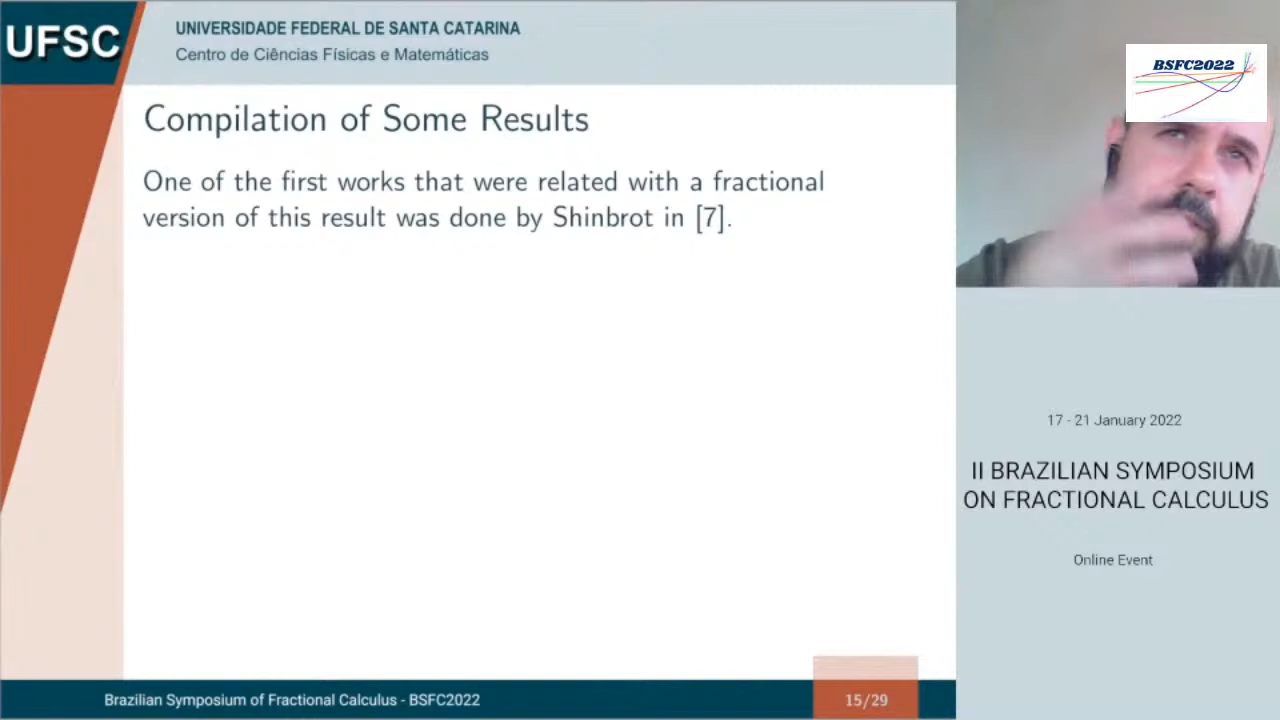 UFSC
UNIVERSIDADE FEDERAL DE SANTA CATARINA
Centro de Ciências Físicas e Matemáticas
Compilation of Some Results
One of the first works that were related with a fractional
version of this result was done by Shinbrot in [7].
Brazilian Symposium of Fractional Calculus - BSFC2022
15/29
BSFC2022
17 - 21 January 2022
II BRAZILIAN SYMPOSIUM
ON FRACTIONAL CALCULUS
Online Event